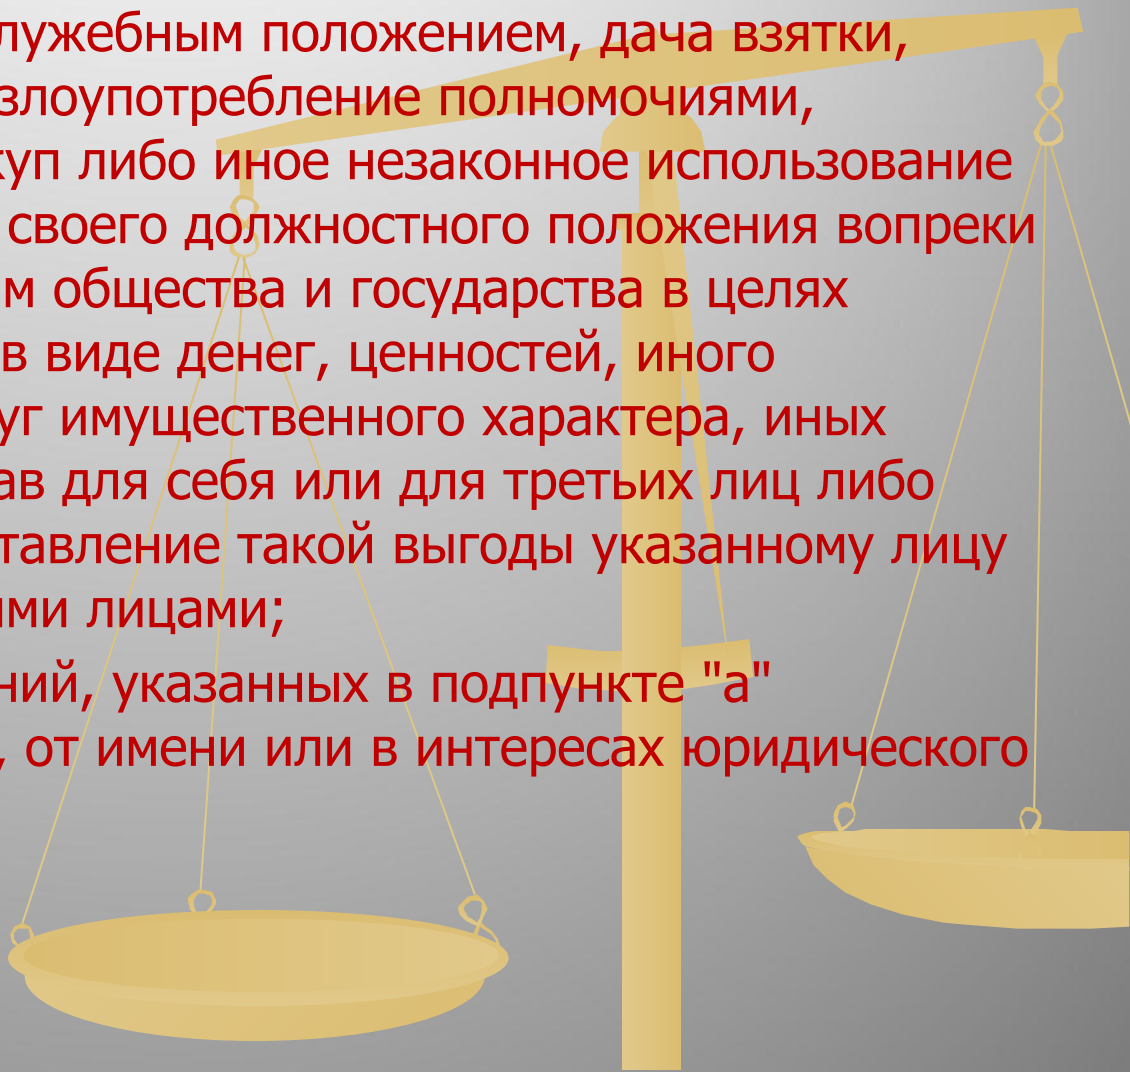 лужебным положением, дача взятки,
злоупотребление полномочиями,
куп либо иное незаконное использование
своего должностного положения вопреки
м общества и государства в целях
в виде денег, ценностей, иного
уг имущественного характера, иных
ав для себя или для третьих лиц либо
тавление такой выгоды указанному лицу
ми лицами;
ний, указанных в подпункте "а"
, от имени или в интересах юридического